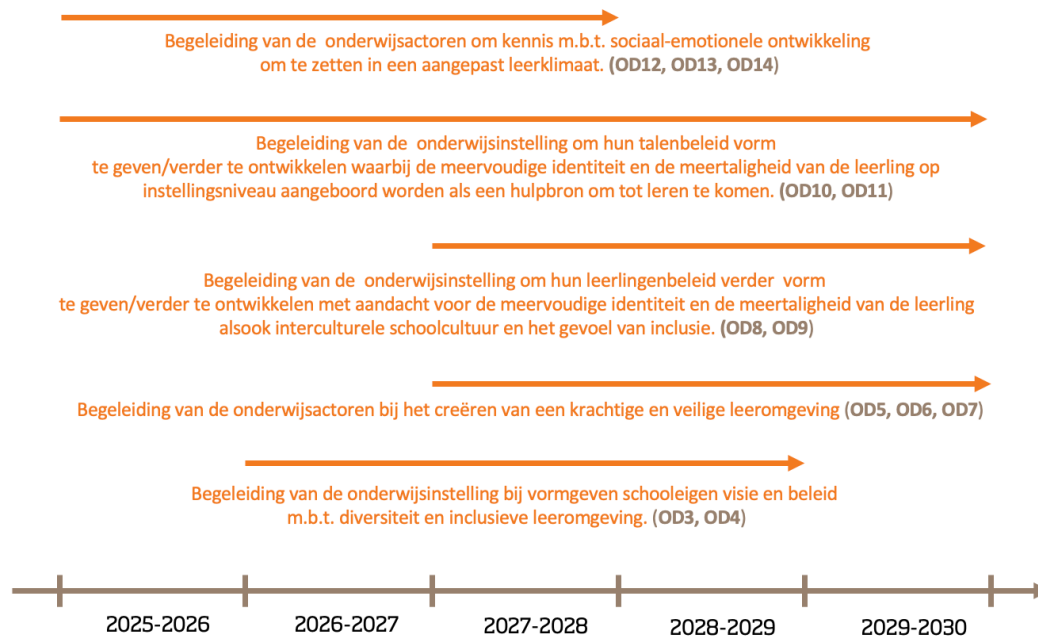 Begeleiding van de onderwijsactoren om kennis m.b.t. sociaal-emotionele ontwikkeling
om te zetten in een aangepast leerklimaat. (OD12, OD13, OD14)
Begeleiding van de onderwijsinstelling om hun talenbeleid vorm
te geven/verder te ontwikkelen waarbij de meervoudige identiteit en de meertaligheid van de leerling op
instellingsniveau aangeboord worden als een hulpbron om tot leren te komen. (OD10, OD11)
Begeleiding van de onderwijsinstelling om hun leerlingenbeleid verder vorm
te geven/verder te ontwikkelen met aandacht voor de meervoudige identiteit en de meertaligheid van de leerling
alsook interculturele schoolcultuur en het gevoel van inclusie. (OD8, OD9)
Begeleiding van de onderwijsactoren bij het creëren van een krachtige en veilige leeromgeving (OD5, OD6, OD7)
Begeleiding van de onderwijsinstelling bij vormgeven schooleigen visie en beleid
m.b.t. diversiteit en inclusieve leeromgeving. (OD3, OD4)
2025-2026 2026-2027 2027-2028 2028-2029 2029-2030